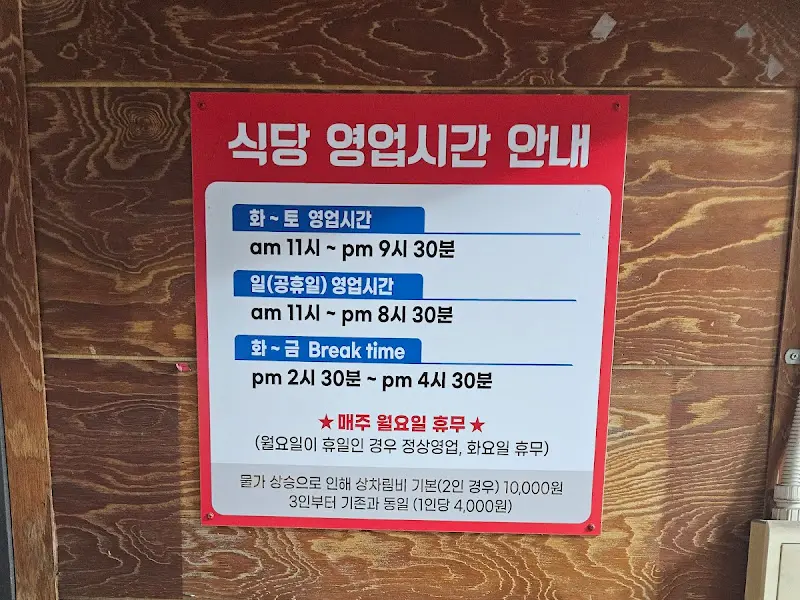 식당 영업시간 안내
화 ~ 토 영업시간
am 11시 ~ pm 9시 30분
일(공휴일) 영업시간
am 11시 ~ pm 8시 30분
화 ~ 금 Break time
pm 2시 30분 ~ pm 4시 30분
★매주 월요일 휴무★
(월요일이 휴일인 경우 정상영업, 화요일 휴무)
물가 상승으로 인해 상차림비 기본(2인 경우) 10,000원
3인부터 기존과 동일 (1인당 4,000원)